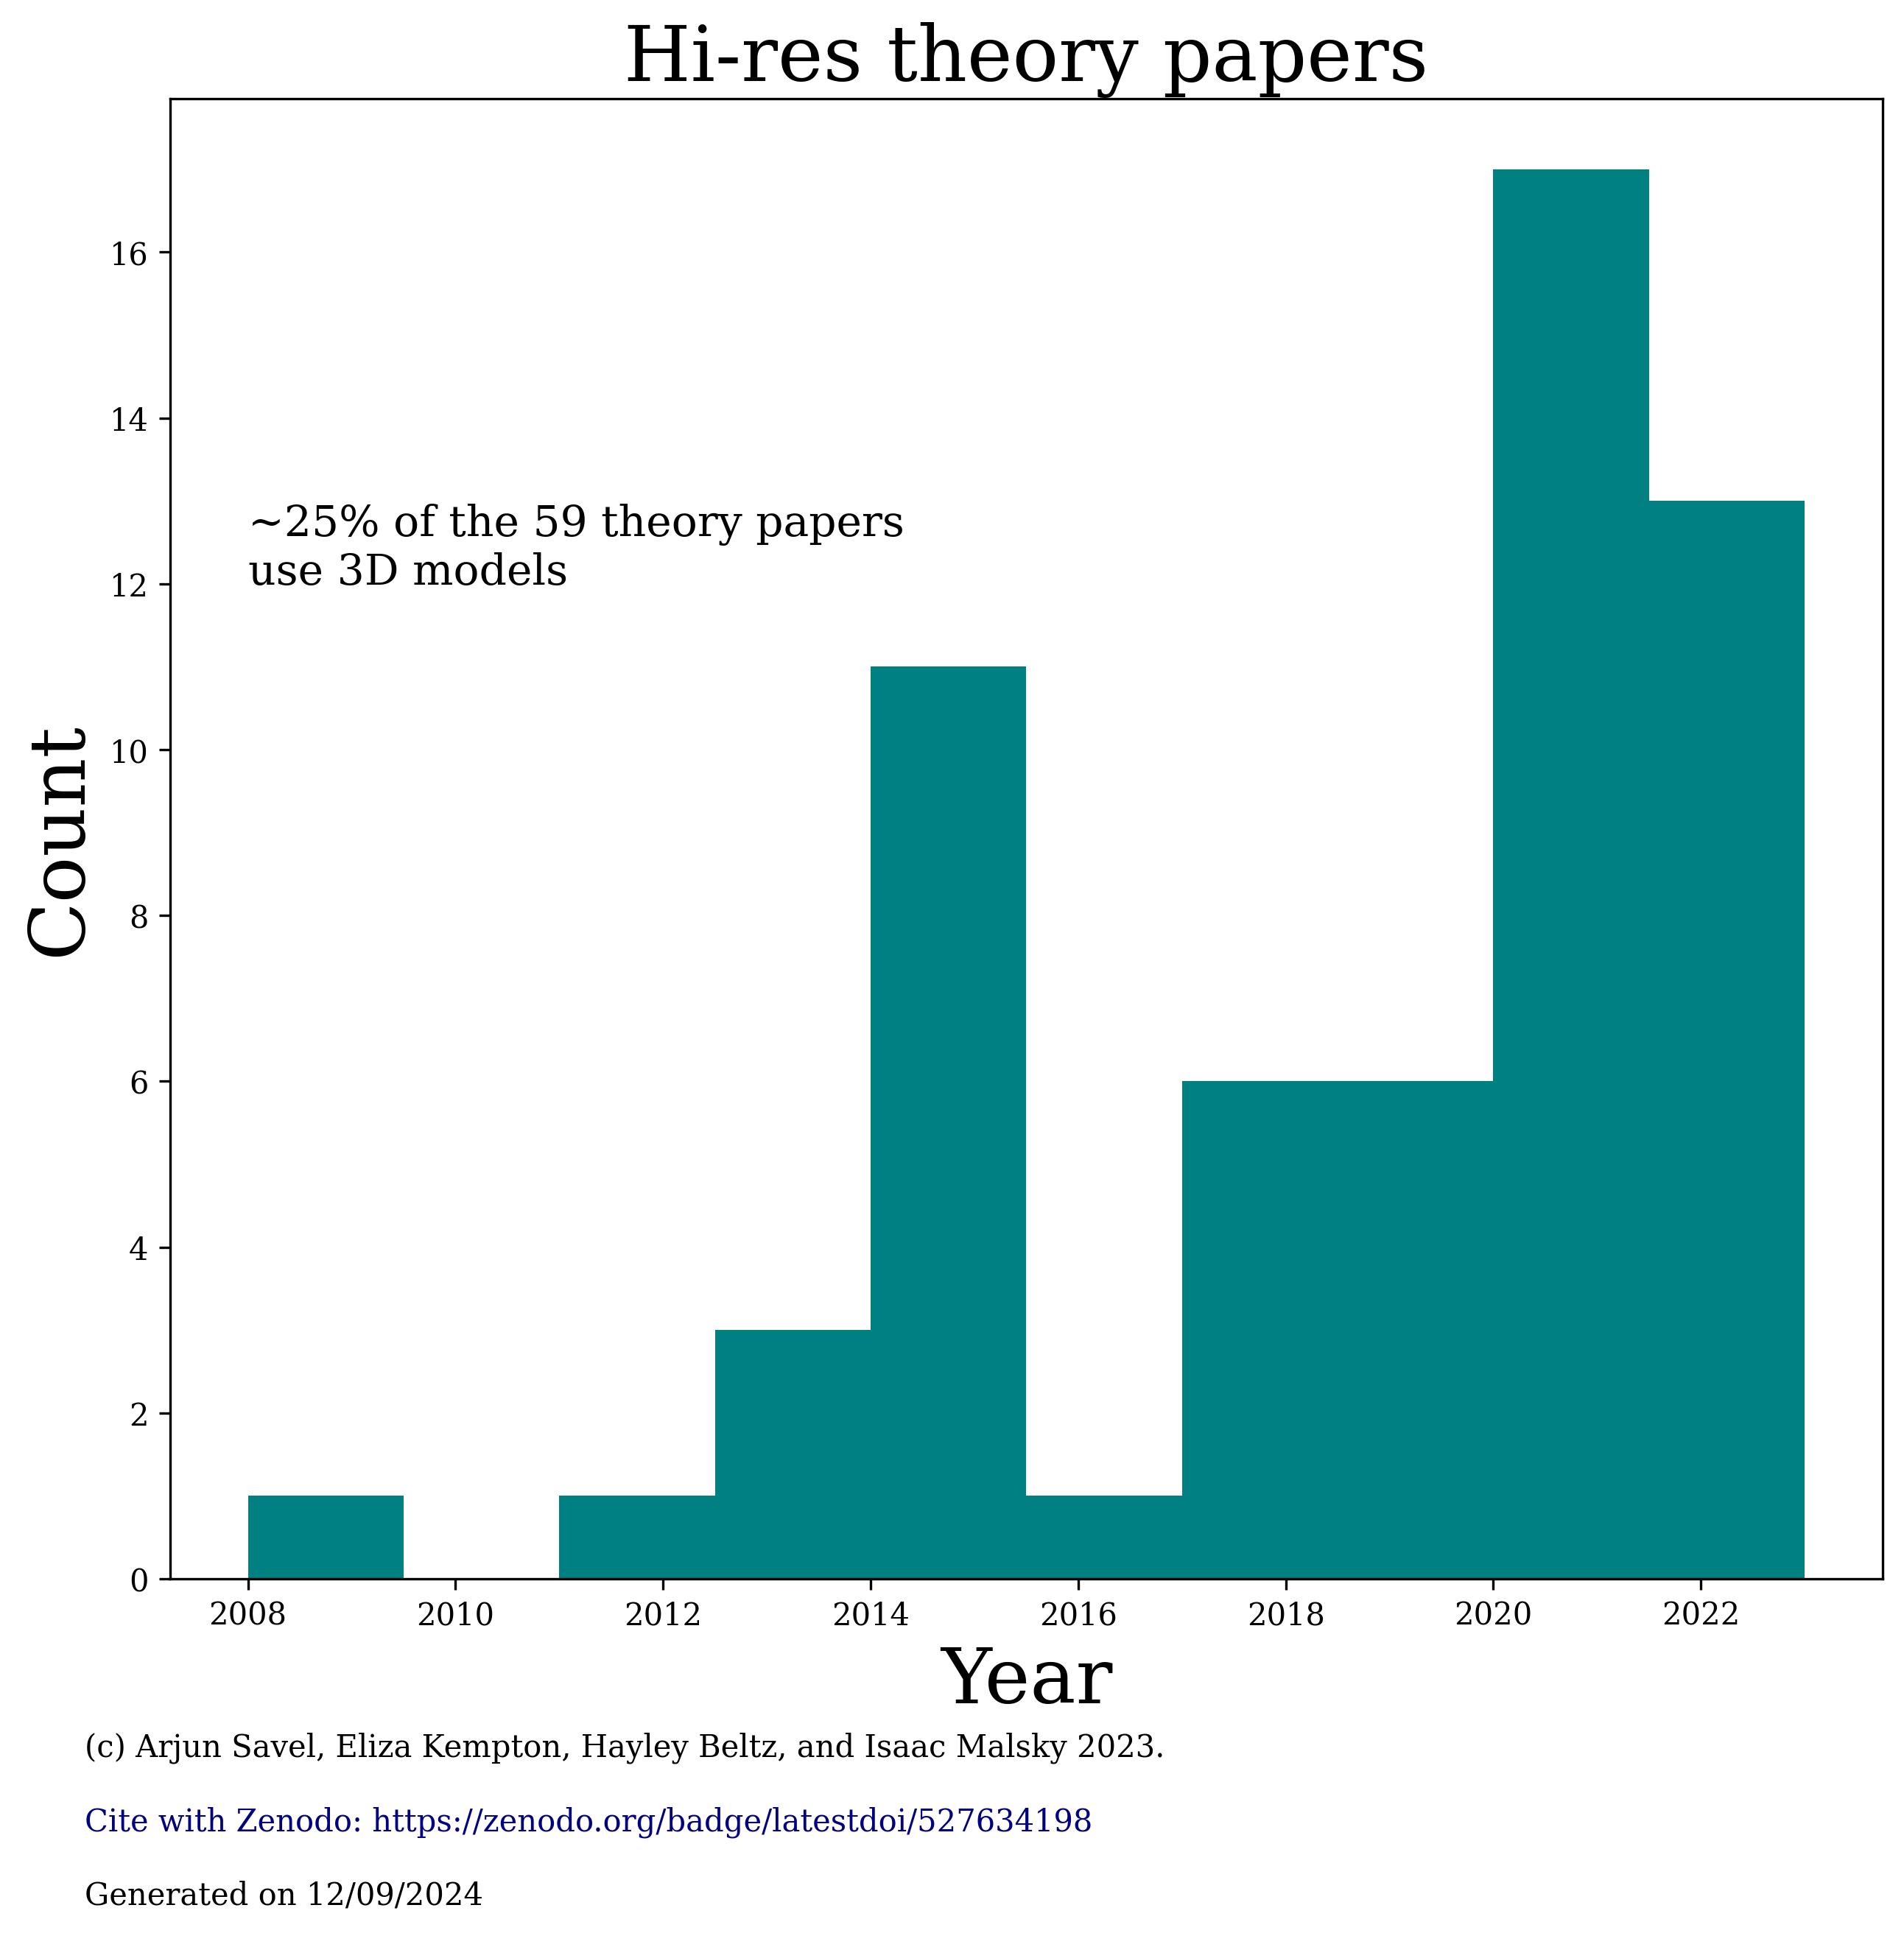 Hi-res theory papers
16
14
~25% of the 59 theory papers
use 3D models
12
10
Count
8
6
4
2
0
2008 2010 2012 2014 2016 2018 2020 2022
Year
(c) Arjun Savel, Eliza Kempton, Hayley Beltz, and Isaac Malsky 2023.
Cite with Zenodo: https://zenodo.org/badge/latestdoi/527634198
Generated on 12/09/2024